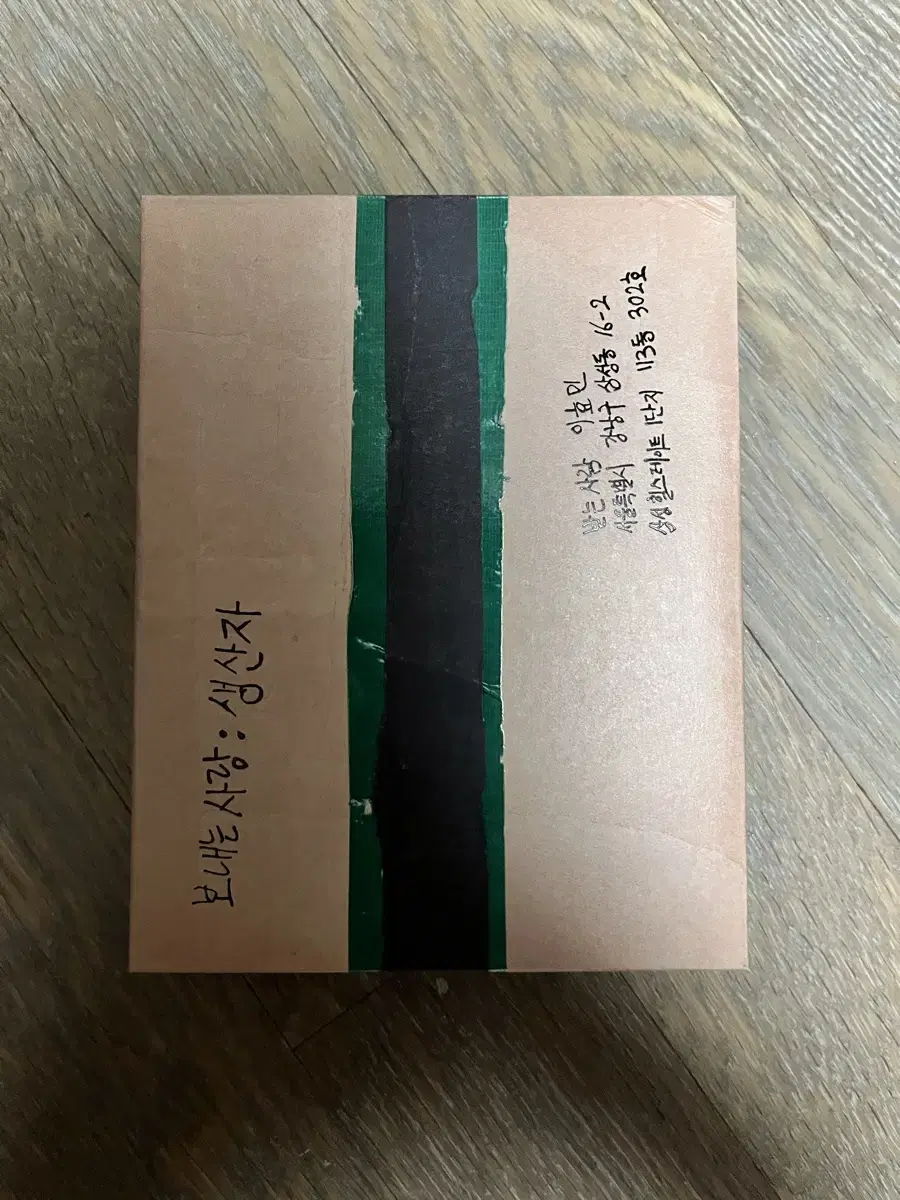 보내는 사람 : 생산자
받는 사람 이효민
서울특별시 강남구 삼성동 16-2
삼성힐스테이트 1단지 113동 302호